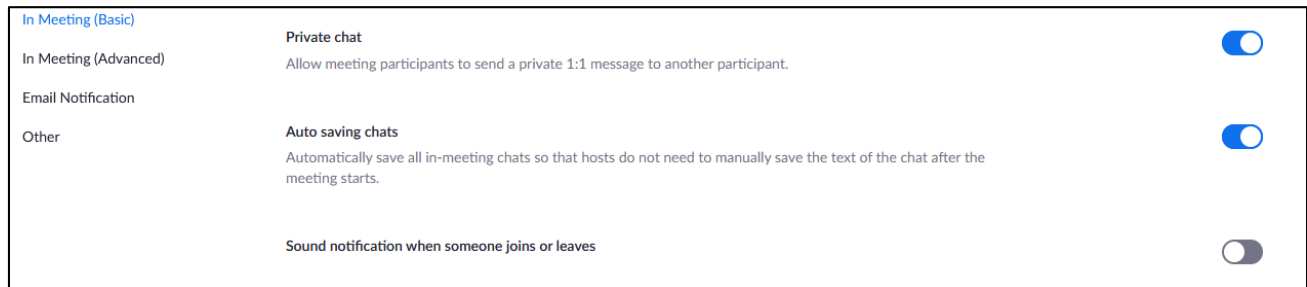 In Meeting (Basic)
In Meeting (Advanced)
Email Notification
Other
Private chat
Allow meeting participants to send a private 1:1 message to another participant.
Auto saving chats
Automatically save all in-meeting chats so that hosts do not need to manually save the text of the chat after the
meeting starts.
Sound notification when someone joins or leaves